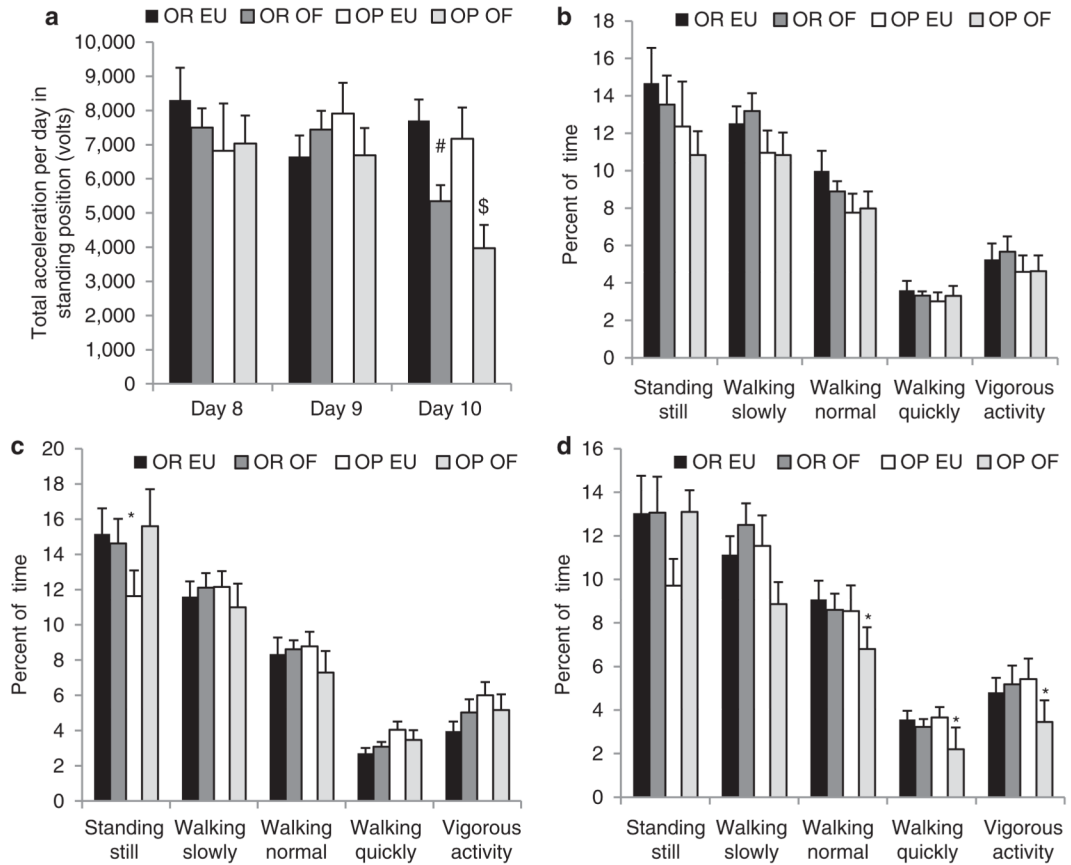 a
OR EU OR OF OP EU OP OF
Total acceleration per day in
standing position (volts)
10,000
9,000
8,000
7,000
6,000
5,000
4,000
3,000
2,000
1,000
0
#
$
Day 8 Day 9 Day 10
b
OR EU OR OF OP EU OP OF
Percent of time
18
16
14
12
10
8
6
4
2
0
Standing still
Walking slowly
Walking normal
Walking quickly
Vigorous activity
c
OR EU OR OF OP EU OP OF
Percent of time
20
18
16
14
12
10
8
6
4
2
0
*
Standing still
Walking slowly
Walking normal
Walking quickly
Vigorous activity
d
OR EU OR OF OP EU OP OF
Percent of time
16
14
12
10
8
6
4
2
0
*
*
*
Standing still
Walking slowly
Walking normal
Walking quickly
Vigorous activity